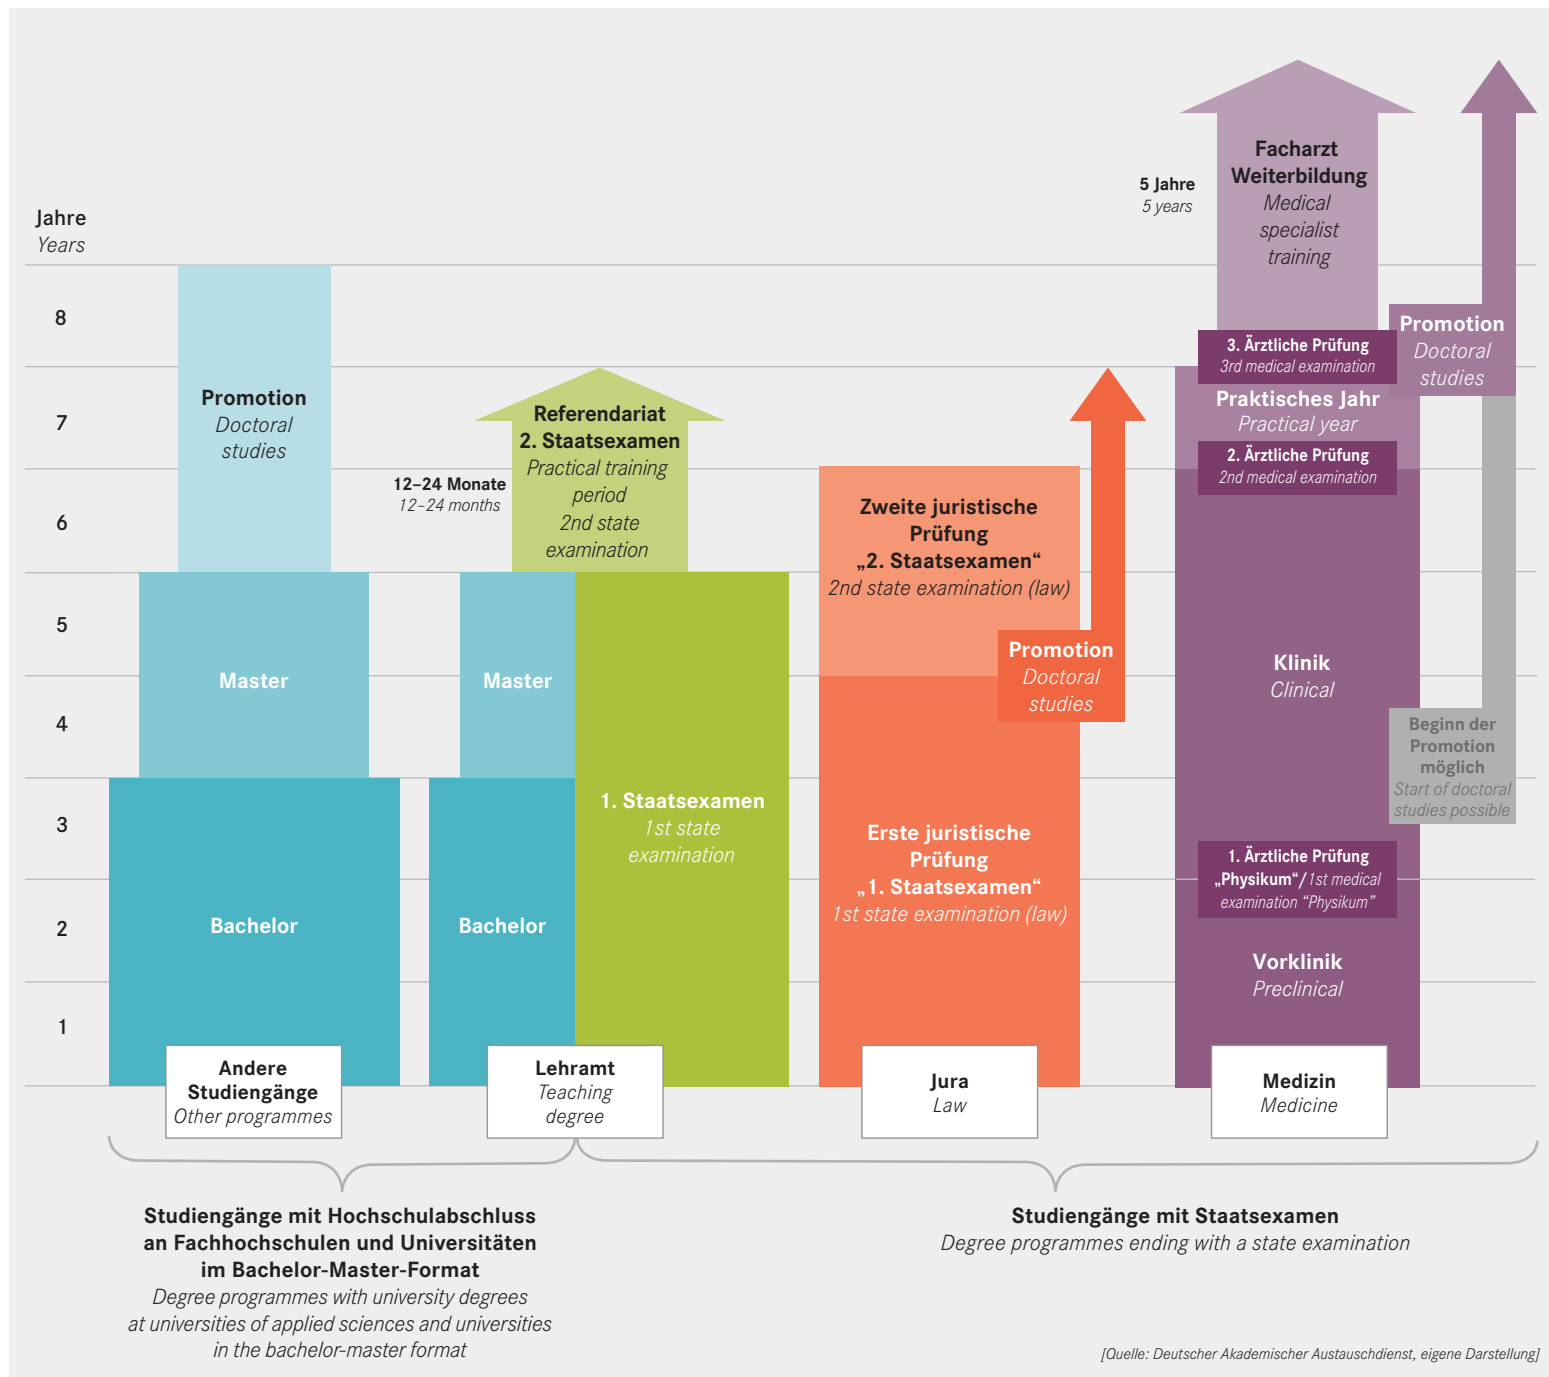 Jahre
Years
8
7
6
5
4
3
2
1
Promotion
Doctoral
studies
Master
Bachelor
Andere
Studiengänge
Other programmes
12–24 Monate
12–24 months
Referendariat
2. Staatsexamen
Practical training
period
2nd state
examination
Master
Bachelor
1. Staatsexamen
1st state
examination
Lehramt
Teaching
degree
Zweite juristische
Prüfung
„2. Staatsexamen“
2nd state examination (law)
Promotion
Doctoral
studies
Erste juristische
Prüfung
„1. Staatsexamen“
1st state examination (law)
Jura
Law
5 Jahre
5 years
Facharzt
Weiterbildung
Medical
specialist
training
3. Ärztliche Prüfung
3rd medical examination
Promotion
Doctoral
studies
Praktisches Jahr
Practical year
2. Ärztliche Prüfung
2nd medical examination
Klinik
Clinical
Beginn der
Promotion
möglich
Start of doctoral
studies possible
1. Ärztliche Prüfung
„Physikum“/1st medical
examination “Physikum”
Vorklinik
Preclinical
Medizin
Medicine
Studiengänge mit Hochschulabschluss
an Fachhochschulen und Universitäten
im Bachelor-Master-Format
Degree programmes with university degrees
at universities of applied sciences and universities
in the bachelor-master format
Studiengänge mit Staatsexamen
Degree programmes ending with a state examination
[Quelle: Deutscher Akademischer Austauschdienst, eigene Darstellung]